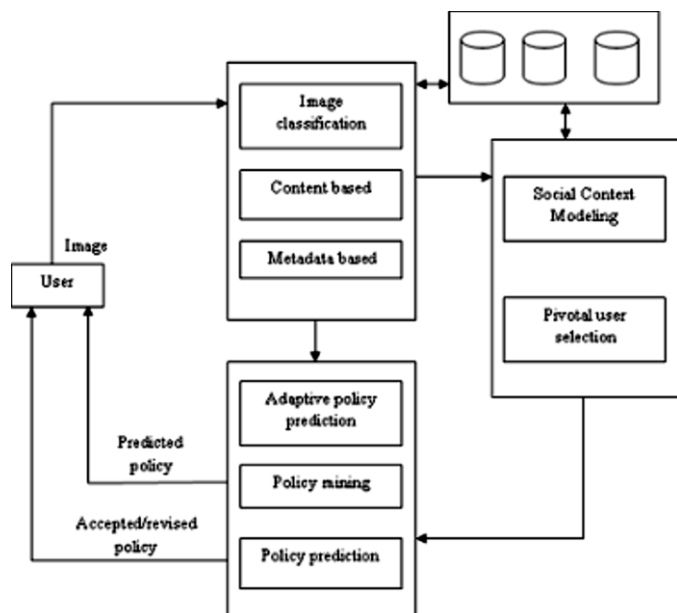 Image
classification
Content based
Metadata based
Social Context
Modeling
Pivotal user
selection
Image
User
Adaptive policy
prediction
Policy mining
Policy prediction
Predicted
policy
Accepted/revised
policy